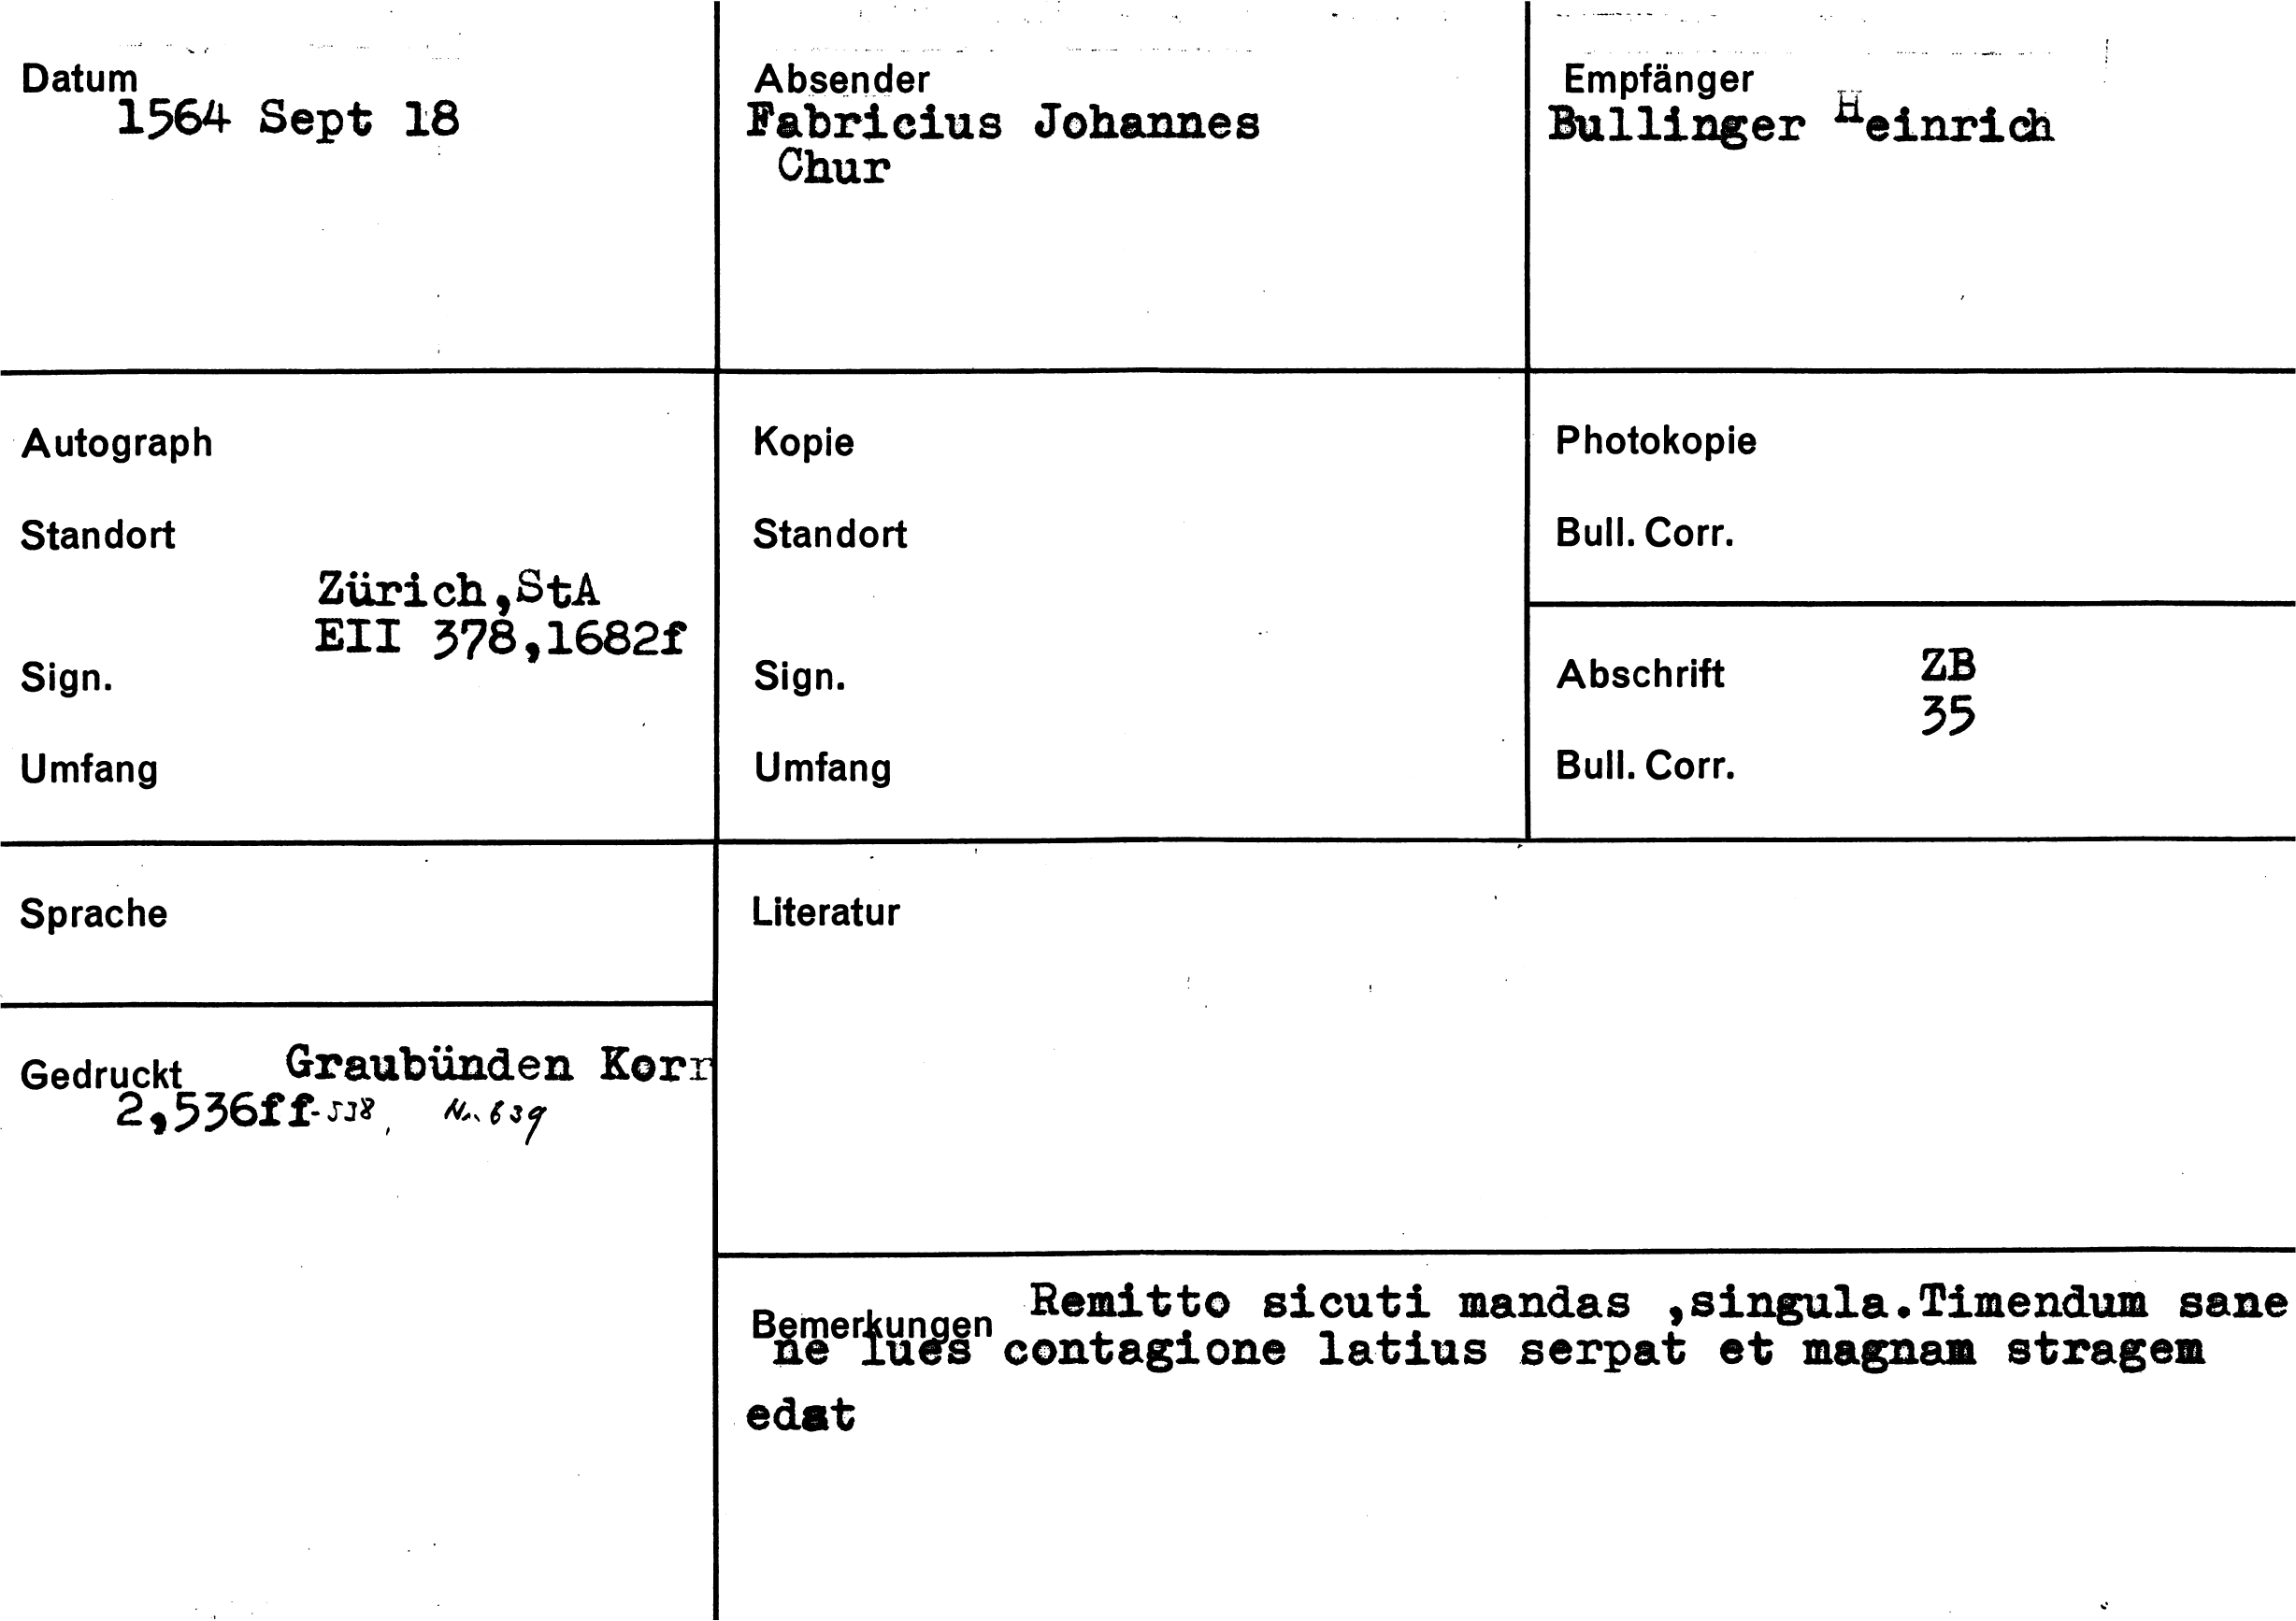 Datum
1564 Sept 18
Absender
Fabricius Johannes
Chur
Empfänger
Bullinger Heinrich
Autograph
Standort
Zürich,StA
EII 378,1682f
Sign.
Umfang
Kopie
Standort
Sign.
Umfang
Photokopie
Bull. Corr.
Abschrift ZB
35
Bull. Corr.
Sprache
Gedruckt Graubünden Korr
2,536ff-538, No. 639
Literatur
Bemerkungen Remitto sicuti mandas ,singula.Timendum sane
ne lues contagione latius serpat et magnam stragem
edat